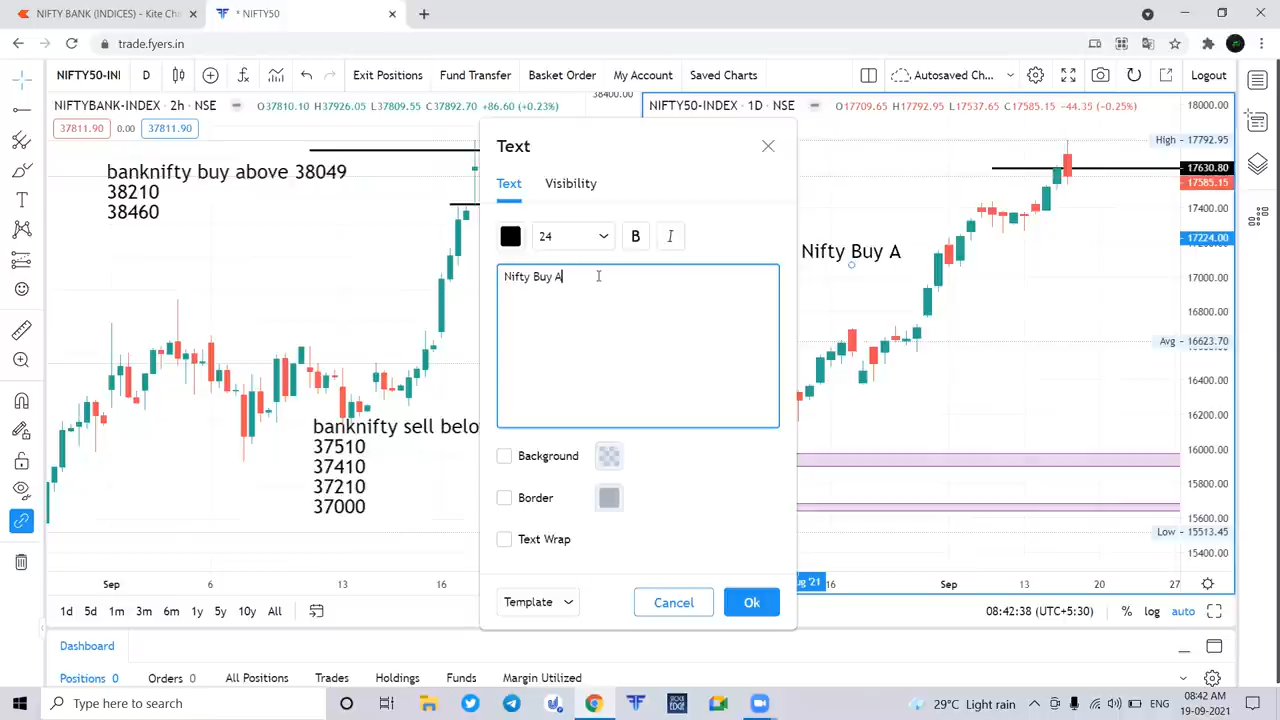 NIFTY BANK (INDICES) - Kite Cha
* NIFTY50
trade.fyers.in
NIFTY50-INI
D
Exit Positions
Fund Transfer
Basket Order
My Account
Saved Charts
Autosaved Ch...
Logout
NIFTYBANK-INDEX · 2h · NSE
O37810.10 H37926.05 L37809.55 C37892.70 +86.60 (+0.23%)
38400.00
37811.90 0.00 37811.90
NIFTY50-INDEX · 1D · NSE
O17709.65 H17792.95 L17537.65 C17585.15 -44.35 (-0.25%)
banknifty buy above 38049
38210
38460
banknifty sell belo
37510
37410
37210
37000
Text
Text
Visibility
24
B
I
Nifty Buy A
Background
Border
Text Wrap
Template
Cancel
Ok
Nifty Buy A
18000.00
High - 17792.95
17630.80
17585.15
17400.00
17224.00
17000.00
16800.00
Avg - 16623.70
16400.00
16200.00
16000.00
15800.00
15600.00
Low - 15513.45
15400.00
Sep
6
13
16
ug '21
16
Sep
13
20
27
1d 5d 1m 3m 6m 1y 5y 10y All
08:42:38 (UTC+5:30)
% log auto
Dashboard
Positions 0
Orders 0
All Positions
Trades
Holdings
Funds
Margin Utilized
Type here to search
29°C Light rain
ENG
08:42 AM
19-09-2021